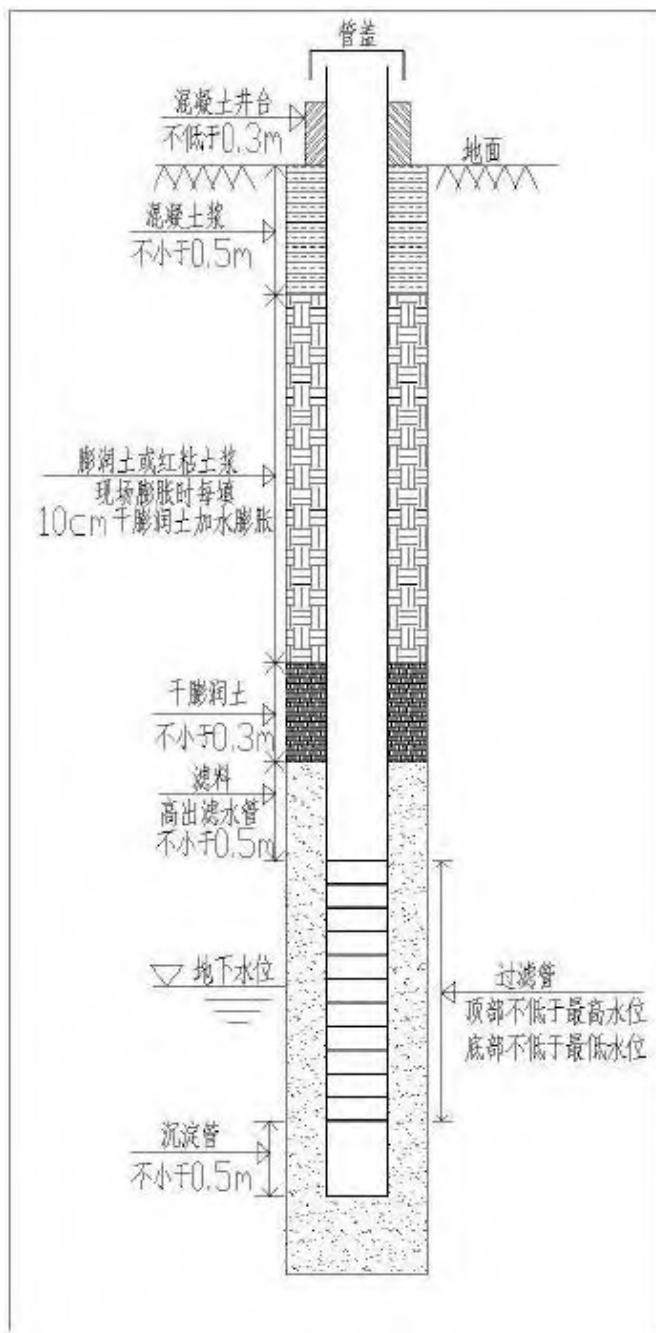 管盖
混凝土井台
不低于0.3m
地面
混凝土浆
不小于0.5m
膨润土或红粘土浆
现场膨胀时每填
10cm干膨润土加水膨胀
干膨润土
不小于0.3m
滤料
高出滤水管
不小于0.5m
地下水位
过滤管
顶部不低于最高水位
底部不低于最低水位
沉淀管
不小于0.5m